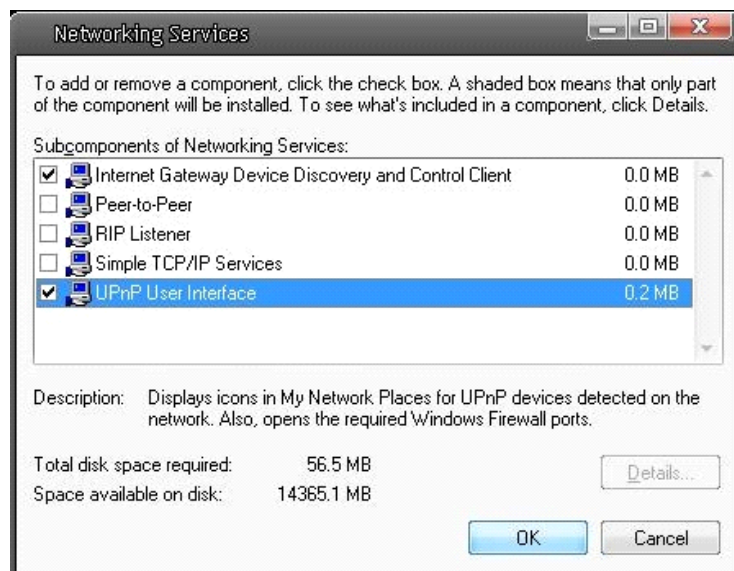 Networking Services
To add or remove a component, click the check box. A shaded box means that only part
of the component will be installed. To see what's included in a component, click Details.
Subcomponents of Networking Services:
Internet Gateway Device Discovery and Control Client 0.0 MB
Peer-to-Peer 0.0 MB
RIP Listener 0.0 MB
Simple TCP/IP Services 0.0 MB
UPnP User Interface 0.2 MB
Description: Displays icons in My Network Places for UPnP devices detected on the
network. Also, opens the required Windows Firewall ports.
Total disk space required: 56.5 MB
Details...
Space available on disk: 14365.1 MB
OK Cancel